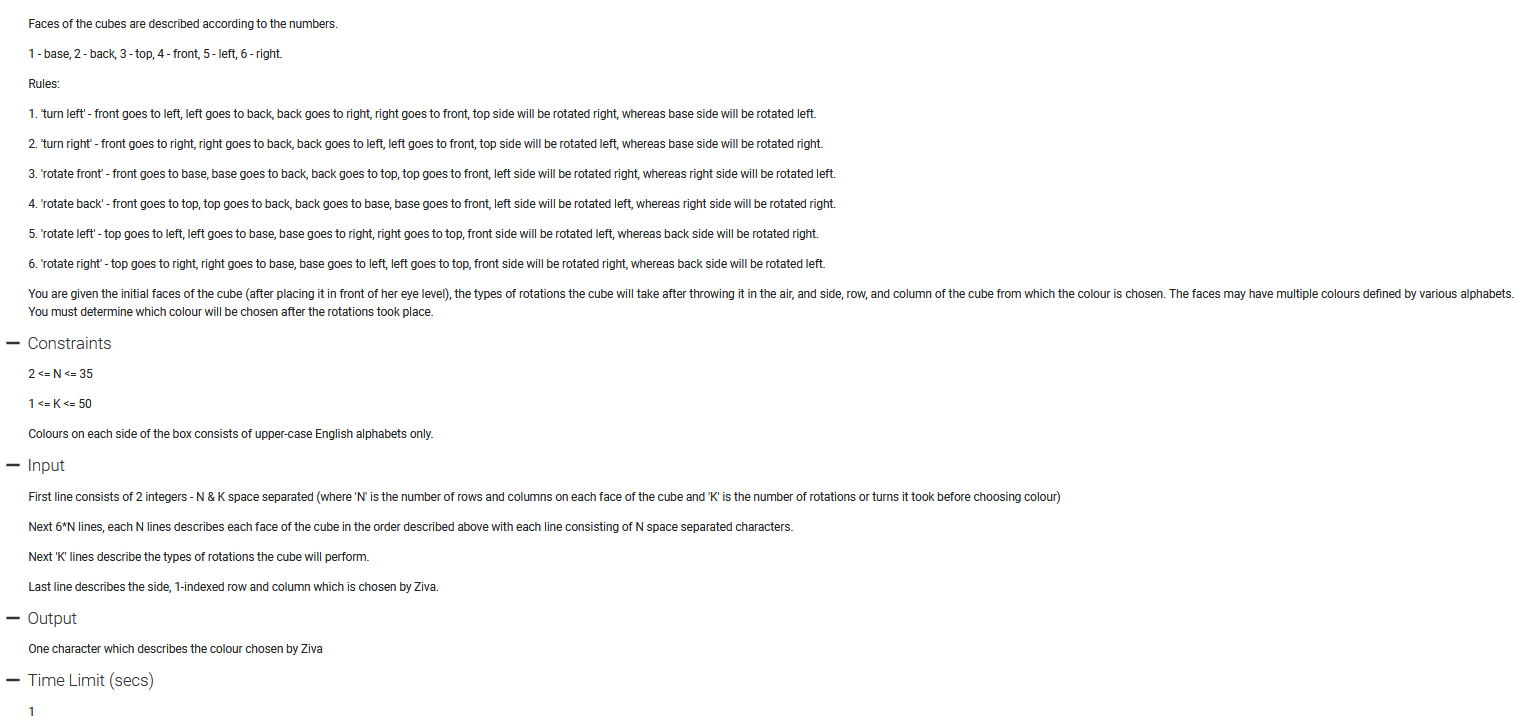 Faces of the cubes are described according to the numbers.
1 - base, 2 - back, 3 - top, 4 - front, 5 - left, 6 - right.
Rules:
1. 'turn left' - front goes to left, left goes to back, back goes to right, right goes to front, top side will be rotated right, whereas base side will be rotated left.
2. 'turn right' - front goes to right, right goes to back, back goes to left, left goes to front, top side will be rotated left, whereas base side will be rotated right.
3. 'rotate front' - front goes to base, base goes to back, back goes to top, top goes to front, left side will be rotated right, whereas right side will be rotated left.
4. 'rotate back' - front goes to top, top goes to back, back goes to base, base goes to front, left side will be rotated left, whereas right side will be rotated right.
5. 'rotate left' - top goes to left, left goes to base, base goes to right, right goes to top, front side will be rotated left, whereas back side will be rotated right.
6. 'rotate right' - top goes to right, right goes to base, base goes to left, left goes to top, front side will be rotated right, whereas back side will be rotated left.
You are given the initial faces of the cube (after placing it in front of her eye level), the types of rotations the cube will take after throwing it in the air, and side, row, and column of the cube from which the colour is chosen. The faces may have multiple colours defined by various alphabets.
You must determine which colour will be chosen after the rotations took place.
Constraints
2 <= N <= 35
1 <= K <= 50
Colours on each side of the box consists of upper-case English alphabets only.
Input
First line consists of 2 integers - N & K space separated (where 'N' is the number of rows and columns on each face of the cube and 'K' is the number of rotations or turns it took before choosing colour)
Next 6*N lines, each N lines describes each face of the cube in the order described above with each line consisting of N space separated characters.
Next 'K' lines describe the types of rotations the cube will perform.
Last line describes the side, 1-indexed row and column which is chosen by Ziva.
Output
One character which describes the colour chosen by Ziva
Time Limit (secs)
1